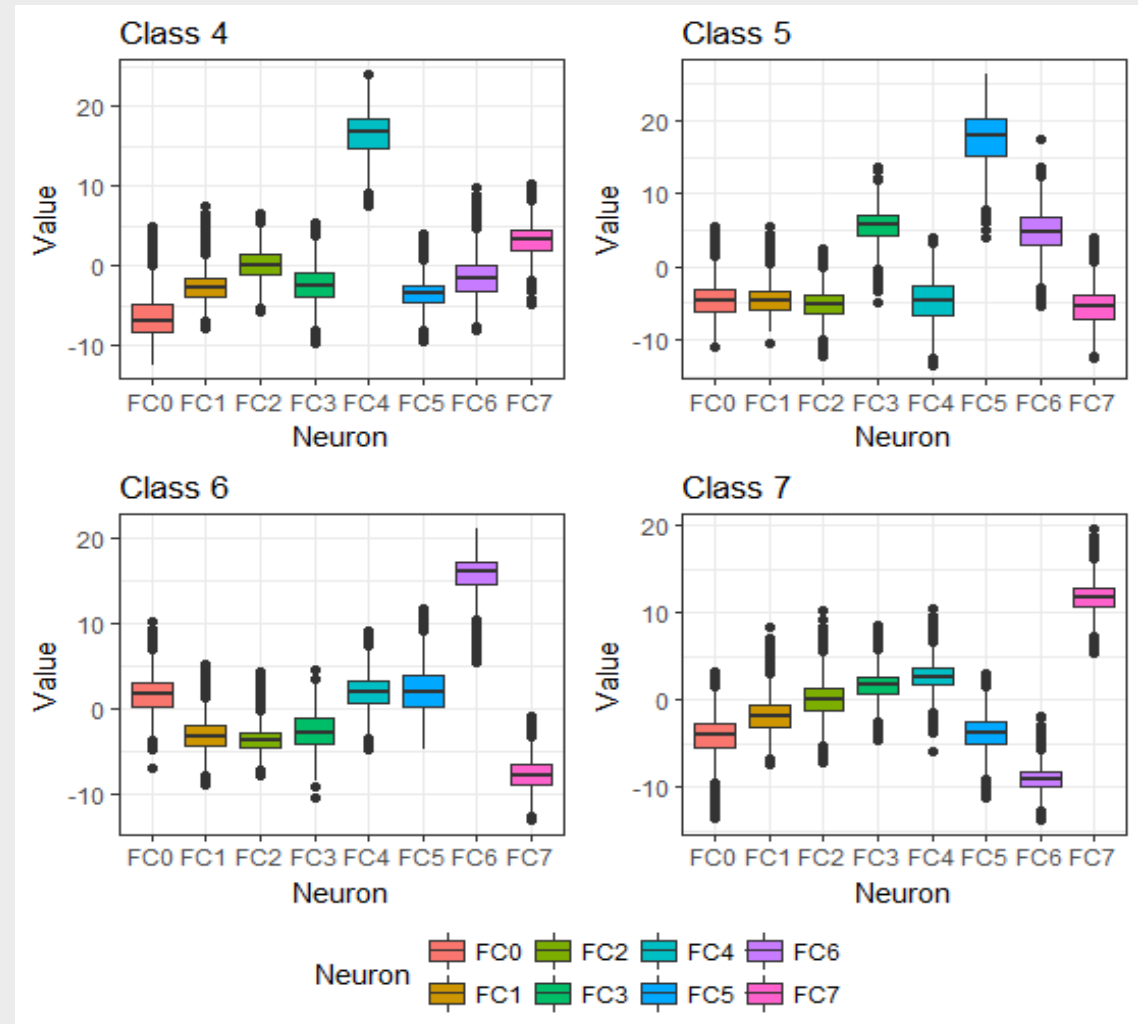 Class 4
20
10
0
-10
Value
FC0 FC1 FC2 FC3 FC4 FC5 FC6 FC7
Neuron
Class 5
20
10
0
-10
Value
FC0 FC1 FC2 FC3 FC4 FC5 FC6 FC7
Neuron
Class 6
20
10
0
-10
Value
FC0 FC1 FC2 FC3 FC4 FC5 FC6 FC7
Neuron
Class 7
20
10
0
-10
Value
FC0 FC1 FC2 FC3 FC4 FC5 FC6 FC7
Neuron
Neuron
FC0 FC2 FC4 FC6
FC1 FC3 FC5 FC7